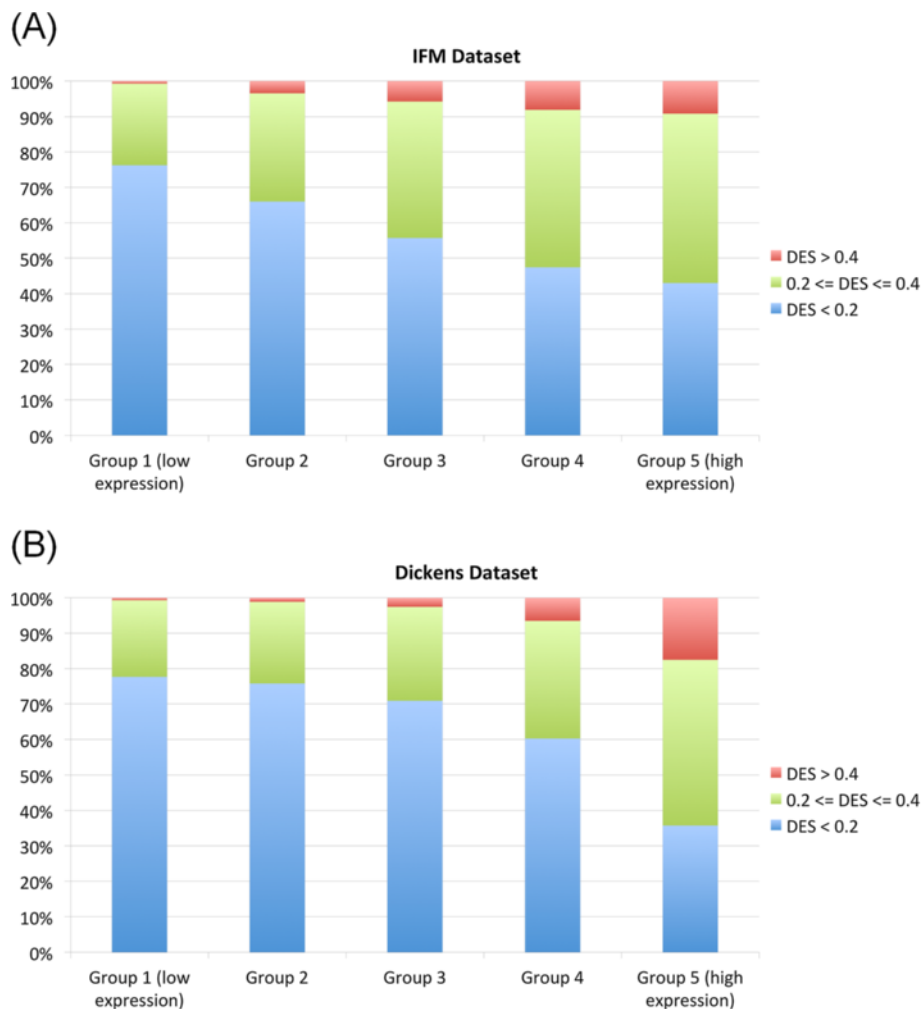 (A)
IFM Dataset
100%
90%
80%
70%
60%
50%
40%
30%
20%
10%
0%
DES > 0.4
0.2 <= DES <= 0.4
DES < 0.2
Group 1 (low expression)
Group 2
Group 3
Group 4
Group 5 (high expression)
(B)
Dickens Dataset
100%
90%
80%
70%
60%
50%
40%
30%
20%
10%
0%
DES > 0.4
0.2 <= DES <= 0.4
DES < 0.2
Group 1 (low expression)
Group 2
Group 3
Group 4
Group 5 (high expression)